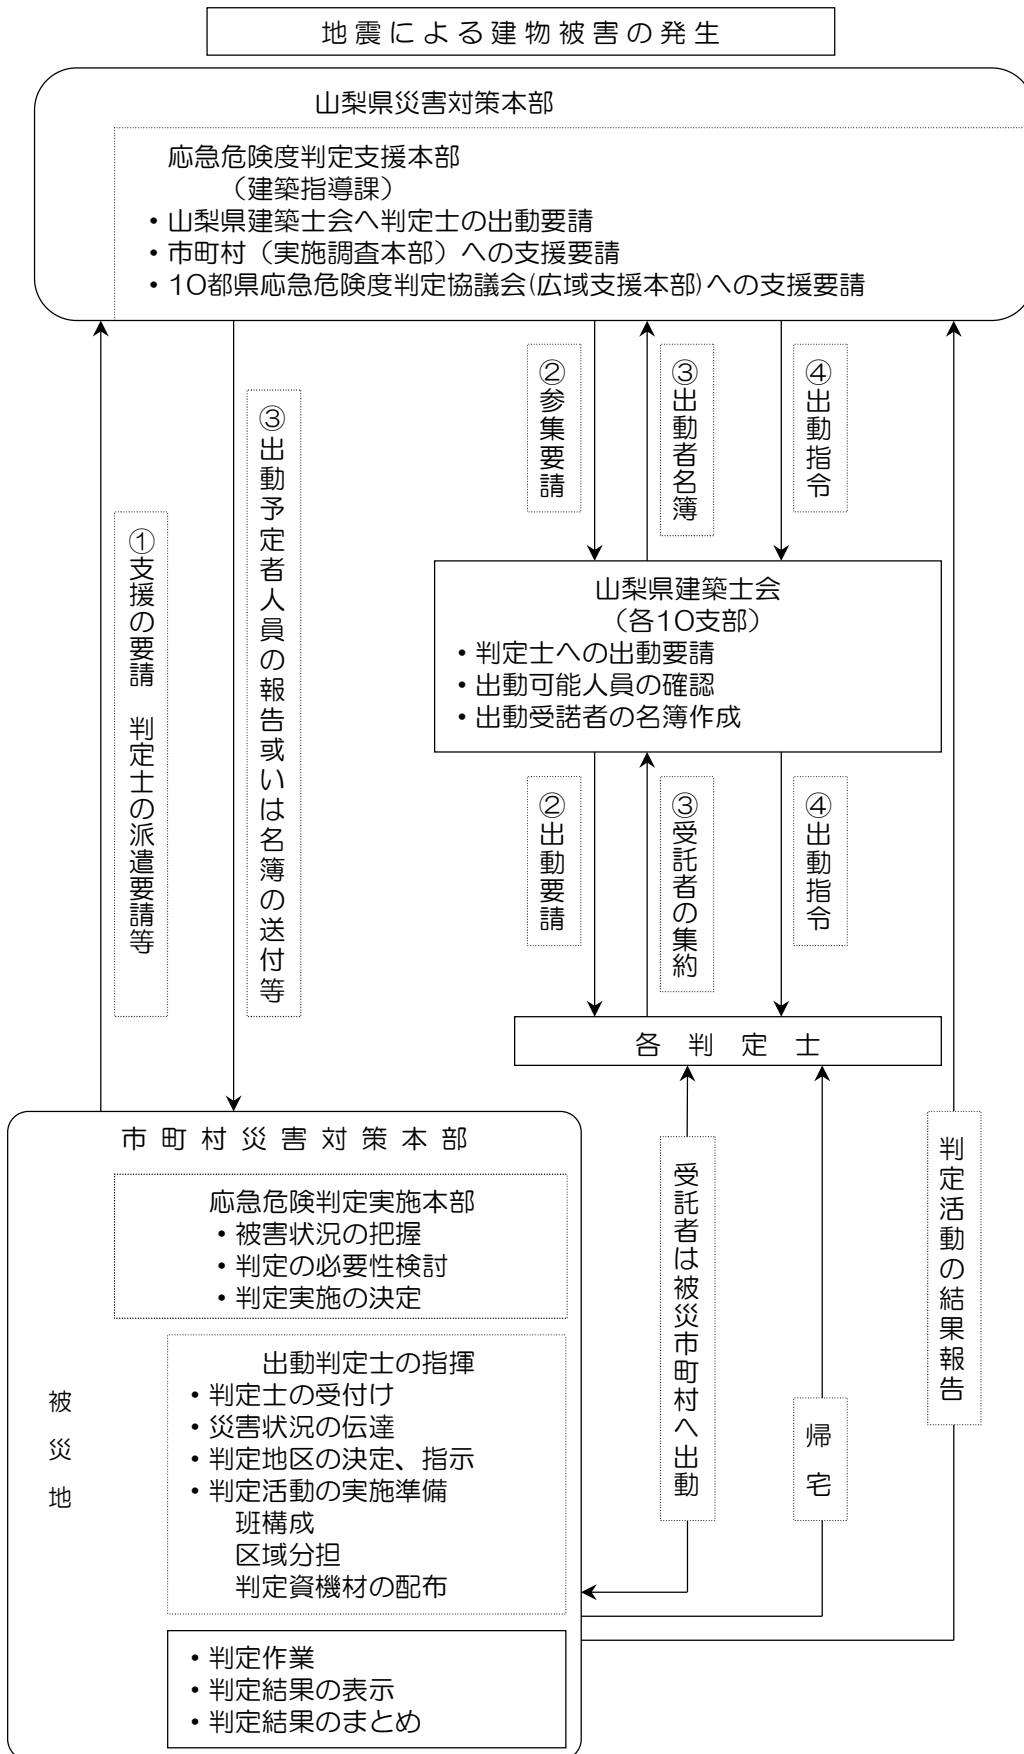 地震による建物被害の発生
山梨県災害対策本部
応急危険度判定支援本部
（建築指導課）
・山梨県建築士会へ判定士の出動要請
・市町村（実施調査本部）への支援要請
・10都県応急危険度判定協議会(広域支援本部)への支援要請
①支援の要請　判定士の派遣要請等
③出動予定者人員の報告或いは名簿の送付等
②参集要請
③出動者名簿
④出動指令
山梨県建築士会
（各10支部）
・判定士への出動要請
・出動可能人員の確認
・出動受諾者の名簿作成
②出動要請
③受託者の集約
④出動指令
各判定士
市町村災害対策本部
応急危険判定実施本部
・被害状況の把握
・判定の必要性検討
・判定実施の決定
被災地
出動判定士の指揮
・判定士の受付け
・災害状況の伝達
・判定地区の決定、指示
・判定活動の実施準備
班構成
区域分担
判定資機材の配布
・判定作業
・判定結果の表示
・判定結果のまとめ
受託者は被災市町村へ出動
帰宅
判定活動の結果報告